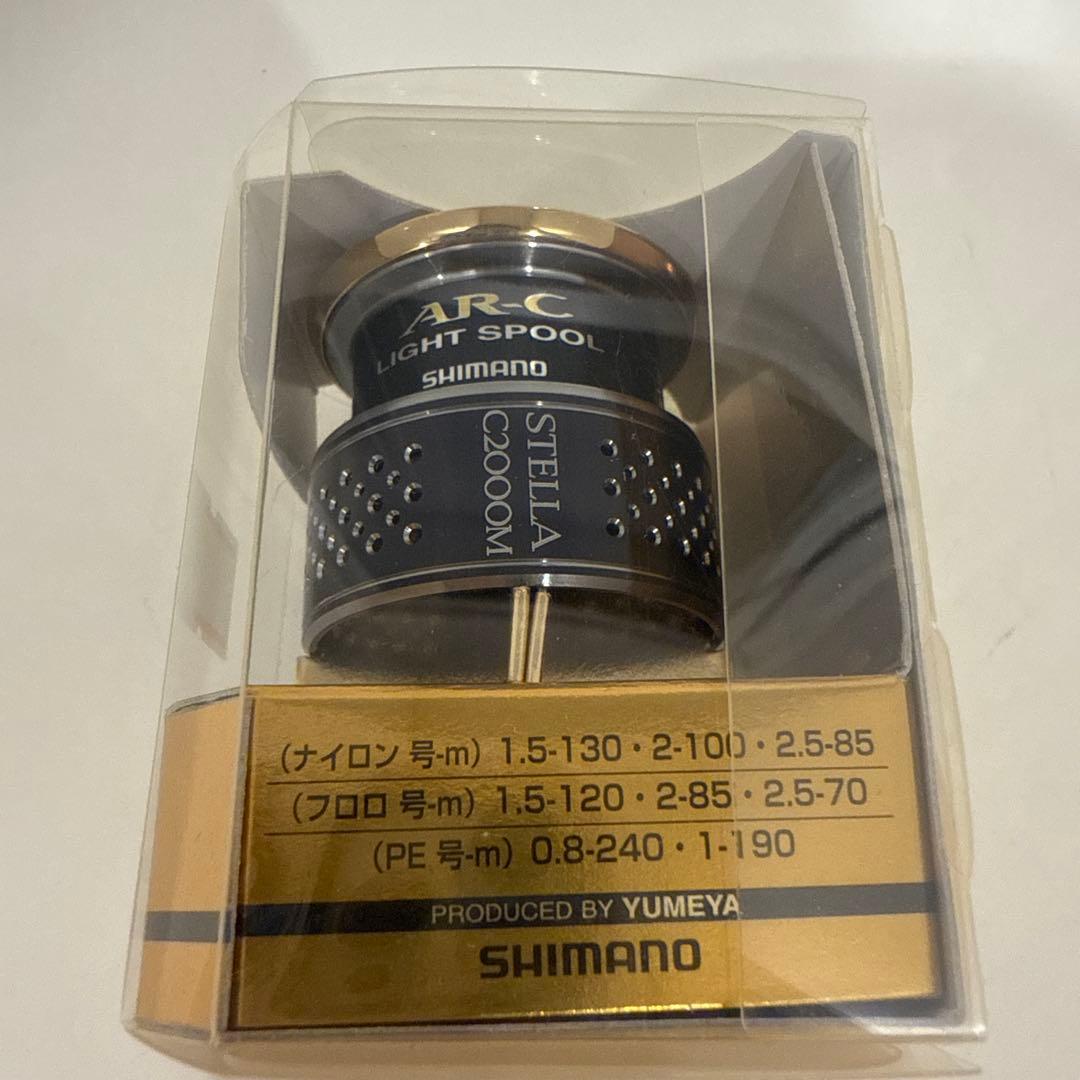 AR-C
LIGHT SPOOL
SHIMANO
STELLA
C2000M
(ナイロン 号-m) 1.5-130・2-100・2.5-85
(フロロ 号-m) 1.5-120・2-85・2.5-70
(PE 号-m) 0.8-240・1-190
PRODUCED BY YUMEYA
SHIMANO